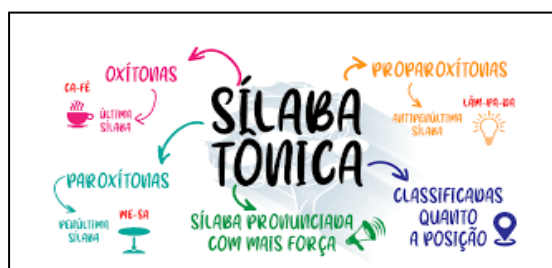 OXÍTONAS
CA-FÉ
ÚLTIMA
SÍLABA
PROPAROXÍTONAS
LÂM-PA-DA
ANTIPENÚLTIMA
SÍLABA
SÍLABA
TÔNICA
PAROXÍTONAS
PENÚLTIMA
SÍLABA
ME-SA
SÍLABA PRONUNCIADA
COM MAIS FORÇA
CLASSIFICADAS
QUANTO
A POSIÇÃO